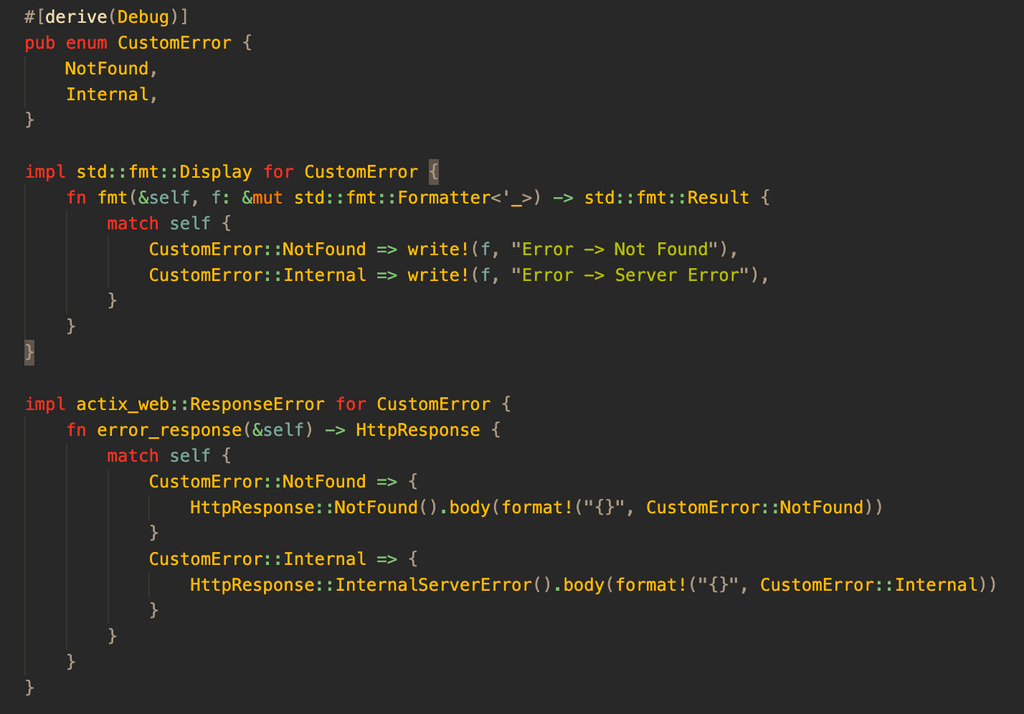 #[derive(Debug)]
pub enum CustomError {
    NotFound,
    Internal,
}

impl std::fmt::Display for CustomError {
    fn fmt(&self, f: &mut std::fmt::Formatter<'_>) -> std::fmt::Result {
        match self {
            CustomError::NotFound => write!(f, "Error -> Not Found"),
            CustomError::Internal => write!(f, "Error -> Server Error"),
        }
    }
}

impl actix_web::ResponseError for CustomError {
    fn error_response(&self) -> HttpResponse {
        match self {
            CustomError::NotFound => {
                HttpResponse::NotFound().body(format!("{}", CustomError::NotFound))
            }
            CustomError::Internal => {
                HttpResponse::InternalServerError().body(format!("{}", CustomError::Internal))
            }
        }
    }
}